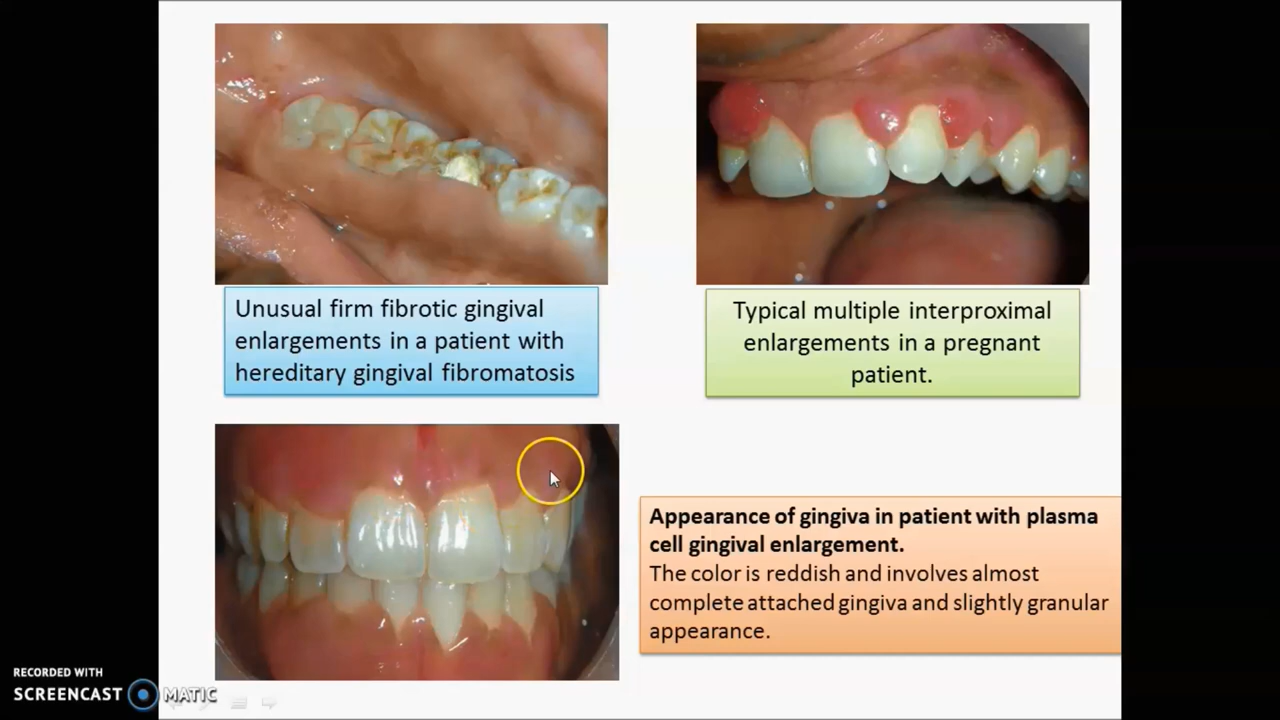 Unusual firm fibrotic gingival
enlargements in a patient with
hereditary gingival fibromatosis
Typical multiple interproximal
enlargements in a pregnant
patient.
Appearance of gingiva in patient with plasma
cell gingival enlargement.
The color is reddish and involves almost
complete attached gingiva and slightly granular
appearance.
RECORDED WITH
SCREENCAST MATIC